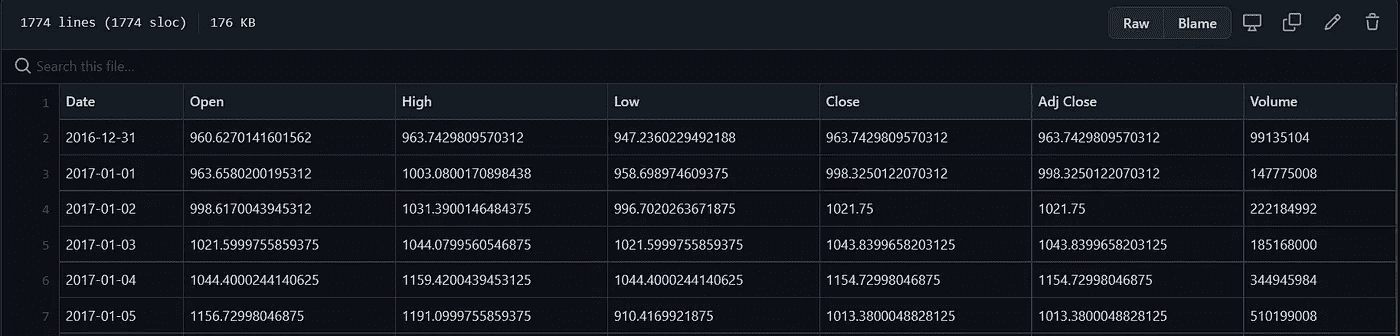 1774 lines (1774 sloc) 176 KB Raw Blame
Search this file...
1 Date Open High Low Close Adj Close Volume
2 2016-12-31 960.6270141601562 963.7429809570312 947.2360229492188 963.7429809570312 963.7429809570312 99135104
3 2017-01-01 963.6580200195312 1003.0800170898438 958.698974609375 998.3250122070312 998.3250122070312 147775008
4 2017-01-02 998.6170043945312 1031.3900146484375 996.7020263671875 1021.75 1021.75 222184992
5 2017-01-03 1021.5999755859375 1044.0799560546875 1021.5999755859375 1043.8399658203125 1043.8399658203125 185168000
6 2017-01-04 1044.4000244140625 1159.4200439453125 1044.4000244140625 1154.72998046875 1154.72998046875 344945984
7 2017-01-05 1156.72998046875 1191.0999755859375 910.4169921875 1013.3800048828125 1013.3800048828125 510199008